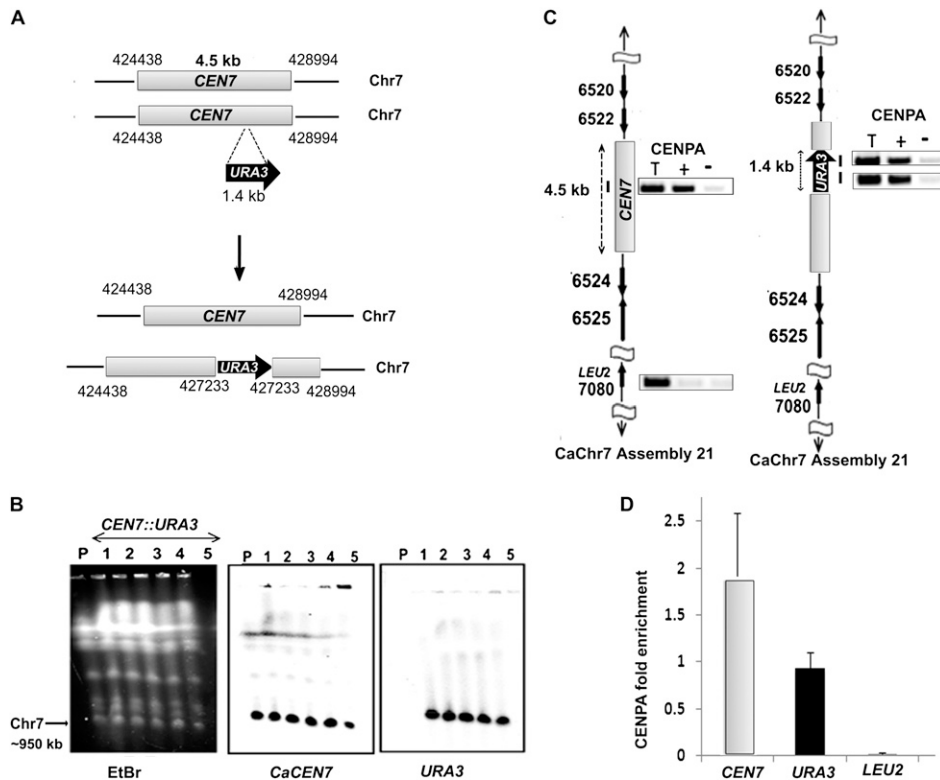 A
424438 4.5 kb 428994
CEN7 Chr7
CEN7 Chr7
424438 428994
URA3
1.4 kb
424438 428994
CEN7 Chr7
URA3 Chr7
424438 427233 427233 428994
B
CEN7::URA3
P 1 2 3 4 5
P 1 2 3 4 5
P 1 2 3 4 5
Chr7
~950 kb
EtBr CaCEN7 URA3
C
6520
6522
CENPA
T + -
4.5 kb
CEN7
I
6524
6525
LEU2
7080
CaChr7 Assembly 21
6520
6522
CENPA
T + -
1.4 kb
URA3
I
I
6524
6525
LEU2
7080
CaChr7 Assembly 21
D
CENPA fold enrichment
2.5
2
1.5
1
0.5
0
CEN7 URA3 LEU2